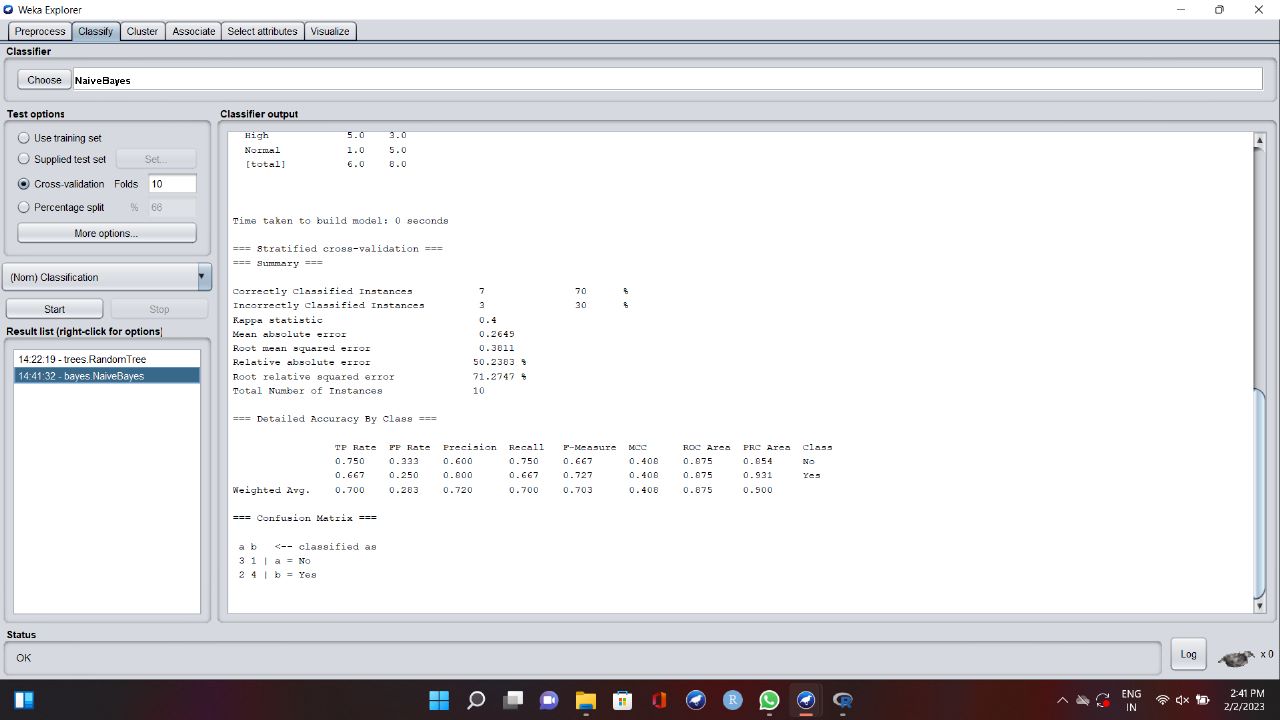 Weka Explorer
Preprocess Classify Cluster Associate Select attributes Visualize
Classifier
Choose NaiveBayes
Test options
Use training set
Supplied test set Set...
Cross-validation Folds 10
Percentage split % 66
More options...
(Nom) Classification
Start Stop
Result list (right-click for options)
14:22:19 - trees.RandomTree
14:41:32 - bayes.NaiveBayes
Classifier output
High 5.0 3.0
Normal 1.0 5.0
[total] 6.0 8.0
Time taken to build model: 0 seconds
=== Stratified cross-validation ===
=== Summary ===
Correctly Classified Instances 7 70 %
Incorrectly Classified Instances 3 30 %
Kappa statistic 0.4
Mean absolute error 0.2645
Root mean squared error 0.3811
Relative absolute error 50.2383 %
Root relative squared error 71.2747 %
Total Number of Instances 10
=== Detailed Accuracy By Class ===
TP Rate FP Rate Precision Recall F-Measure MCC ROC Area PRC Area Class
0.750 0.333 0.600 0.750 0.667 0.408 0.875 0.854 No
0.667 0.250 0.800 0.667 0.727 0.408 0.875 0.931 Yes
Weighted Avg. 0.700 0.283 0.720 0.700 0.703 0.408 0.875 0.900
=== Confusion Matrix ===
a b <-- classified as
3 1 | a = No
2 4 | b = Yes
Status
OK
Log
x 0
R
R
ENG
IN
2:41 PM
2/2/2023